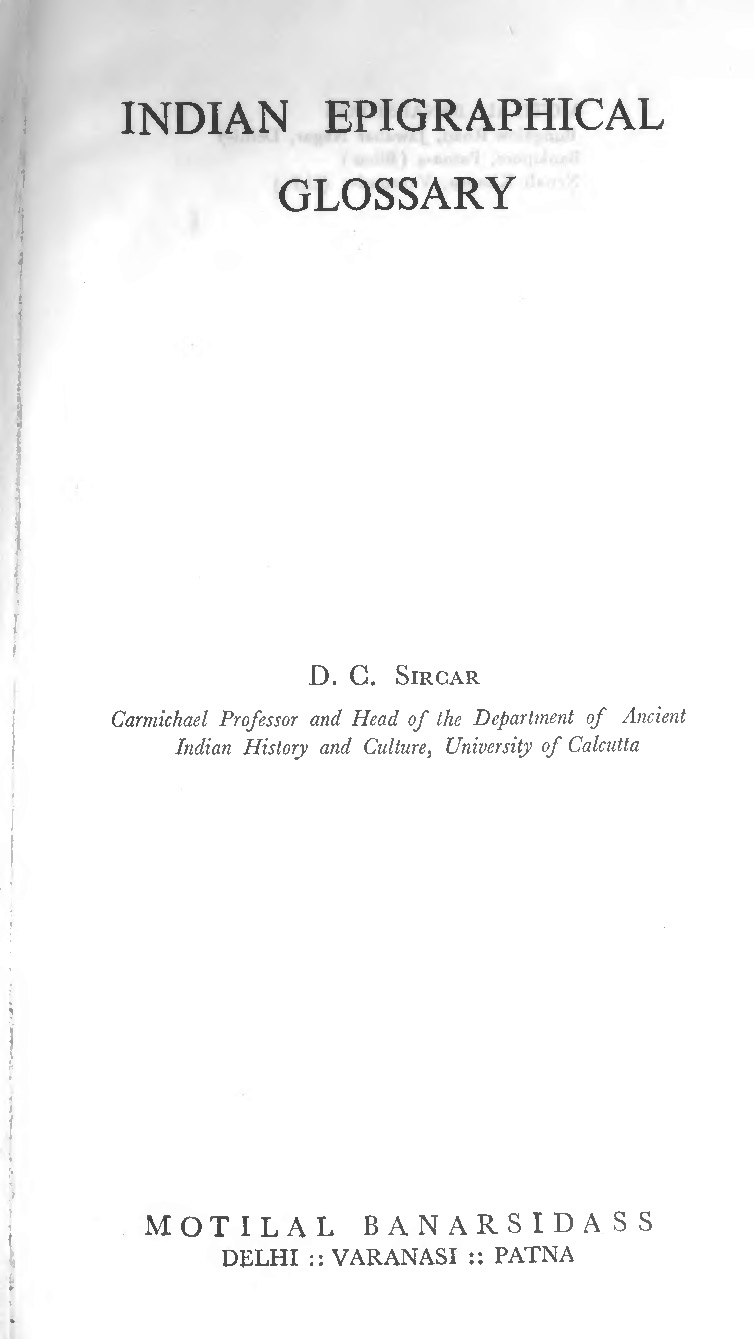 INDIAN EPIGRAPHICAL
GLOSSARY
D. C. SIRCAR
Carmichael Professor and Head of the Department of Ancient
Indian History and Culture, University of Calcutta
MOTILAL BANARSIDASS
DELHI :: VARANASI :: PATNA